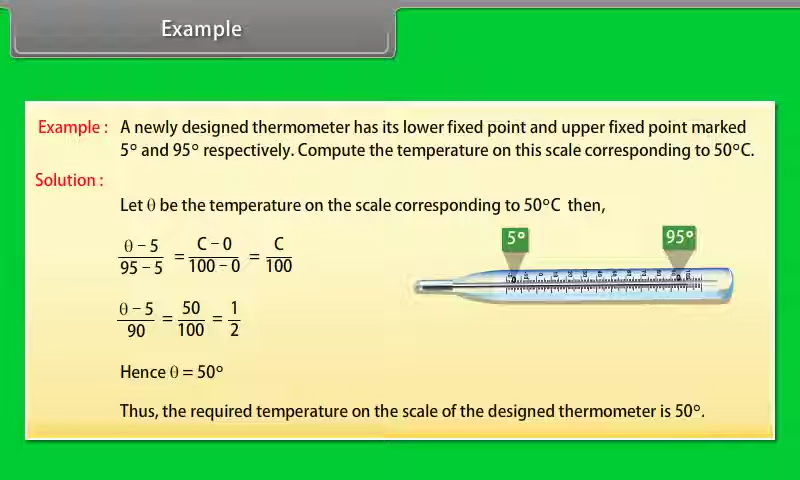 Example
Example : A newly designed thermometer has its lower fixed point and upper fixed point marked
5° and 95° respectively. Compute the temperature on this scale corresponding to 50°C.
Solution :
Let θ be the temperature on the scale corresponding to 50°C then,
θ – 5 / 95 – 5 = C – 0 / 100 – 0 = C / 100
5° 95°
θ – 5 / 90 = 50 / 100 = 1 / 2
Hence θ = 50°
Thus, the required temperature on the scale of the designed thermometer is 50°.